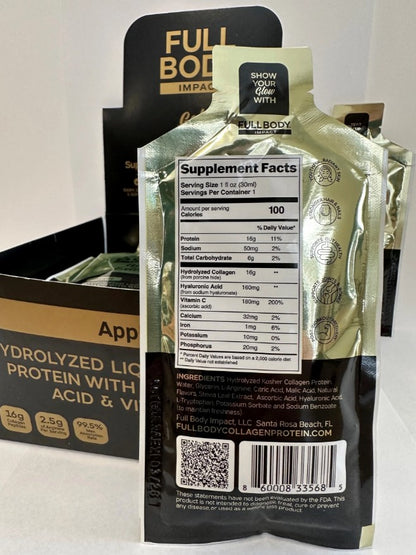 FULL
BODY
IMPACT
SHOW
YOUR
Glow
WITH
FULL BODY
IMPACT
Supplement Facts
Serving Size 1 fl oz (30ml)
Servings Per Container 1
Amount per serving
Calories 100
% Daily Value*
Protein 16g 11%
Sodium 50mg 2%
Total Carbohydrate 6g 2%
Hydrolyzed Collagen 16g **
(from porcine hide)
Hyaluronic Acid 160mg **
(from sodium hyaluronate)
Vitamin C 180mg 200%
(ascorbic acid)
Calcium 32mg 2%
Iron 1mg 6%
Potassium 10mg 0%
Phosphorus 20mg 2%
* Percent Daily Values are based on a 2,000 calorie diet
** Daily Value not established
INGREDIENTS Hydrolyzed Kosher Collagen Protein
Water, Glycerin L Arginine, Citric Acid, Malic Acid, Natural
Flavors, Stevia Leaf Extract, Ascorbic Acid, Hyaluronic Acid,
L-Tryptophan, Potassium Sorbate and Sodium Benzoate
(to maintain freshness)
Full Body Impact, LLC Santa Rosa Beach, FL
FULLBODYCOLLAGENPROTEIN.COM
8 60008 33568 5
These statements have not been evaluated by the FDA. This
product is not intended to diagnose, treat, cure or prevent
any disease, or used as a
App
HYDROLYZED LIQ
PROTEIN WITH
ACID & VI
16g
2.5g
99.5%